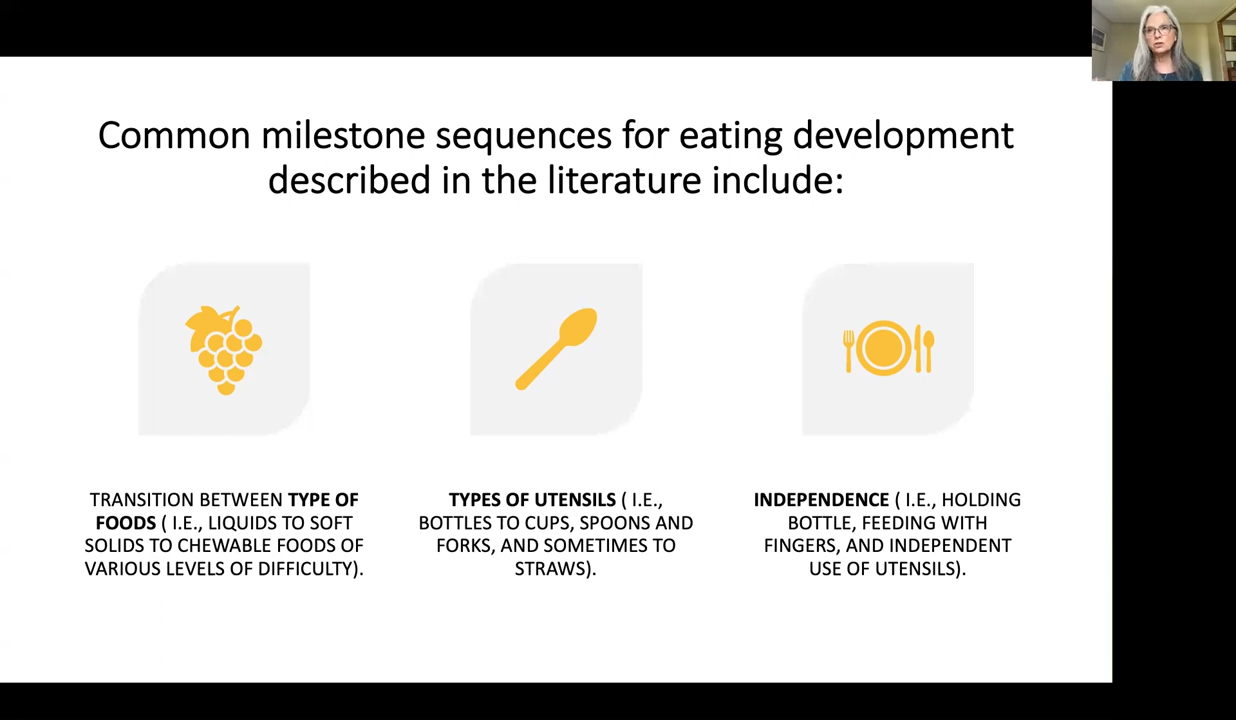 Common milestone sequences for eating development
described in the literature include:
TRANSITION BETWEEN TYPE OF
FOODS ( I.E., LIQUIDS TO SOFT
SOLIDS TO CHEWABLE FOODS OF
VARIOUS LEVELS OF DIFFICULTY).
TYPES OF UTENSILS ( I.E.,
BOTTLES TO CUPS, SPOONS AND
FORKS, AND SOMETIMES TO
STRAWS).
INDEPENDENCE ( I.E., HOLDING
BOTTLE, FEEDING WITH
FINGERS, AND INDEPENDENT
USE OF UTENSILS).